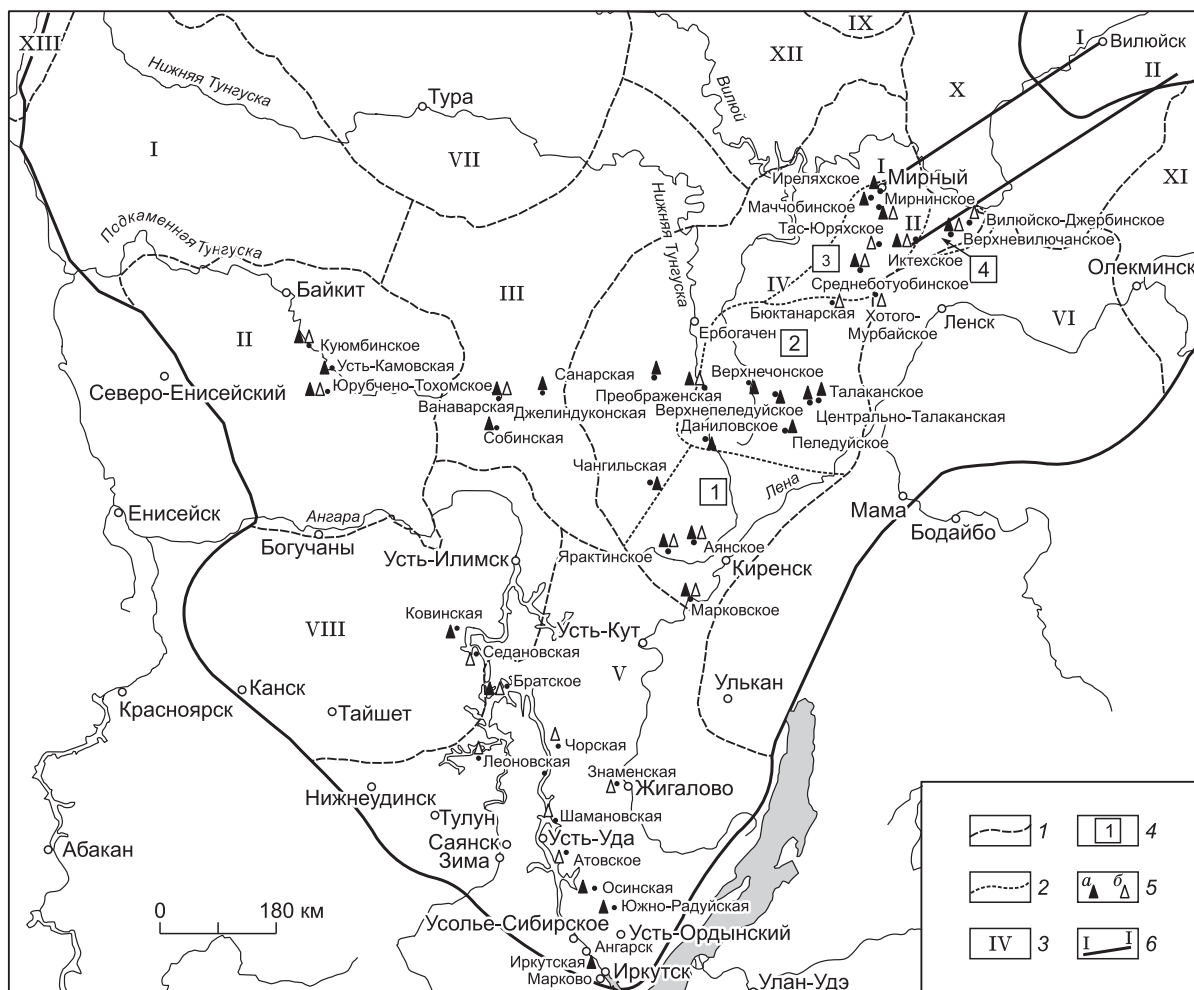 XIII
IX
I
Вилюйск
XII
II
Нижняя Тунгуска
Вилюй
X
Тура
I
VII
XI
Иреляхское
I
Мирный
Нижняя Тунгуска
Маччобинское
Мирнинское
Подкаменная Тунгуска
Тас-Юряхское
II
Вилюйско-Джербинское
Верхневилючанское
3
Иктехское
4
III
Олекминск
Байкит
IV
Среднеботуобинское
Бюктанарская
Хотого-
Мурбайское
VI
Ленск
II
Ербогачен
Куюмбинское
2
Усть-Камовская
Санарская
Верхнечонское
Северо-Енисейский
Юрубчено-Тохомское
Преображенская
Талаканское
Ванаварская
Джелиндуконская
Верхнепеледуйское
Центрально-Талаканская
Собинская
Даниловское
Пеледуйское
Чангильская
1
Лена
Мама
Енисейск
Ангара
Бодайбо
Богучаны
Усть-Илимск
Ярактинское
Аянское
Киренск
Марковское
Ковинская
VIII
Усть-Кут
Седановская
V
Братское
Канск
Улькан
Красноярск
Тайшет
Чорская
Леоновская
Знаменская
Жигалово
Нижнеудинск
Тулун
Шамановская
Саянск
Усть-Уда
Зима
Абакан
Атовское
Осинская
0
180 км
Южно-Радуйская
Усолье-Сибирское
Усть-Ордынский
Ангарск
Иркутская
Иркутск
Марково
Улан-Удэ
1
1
4
2
а
б
5
IV
3
I
I
6